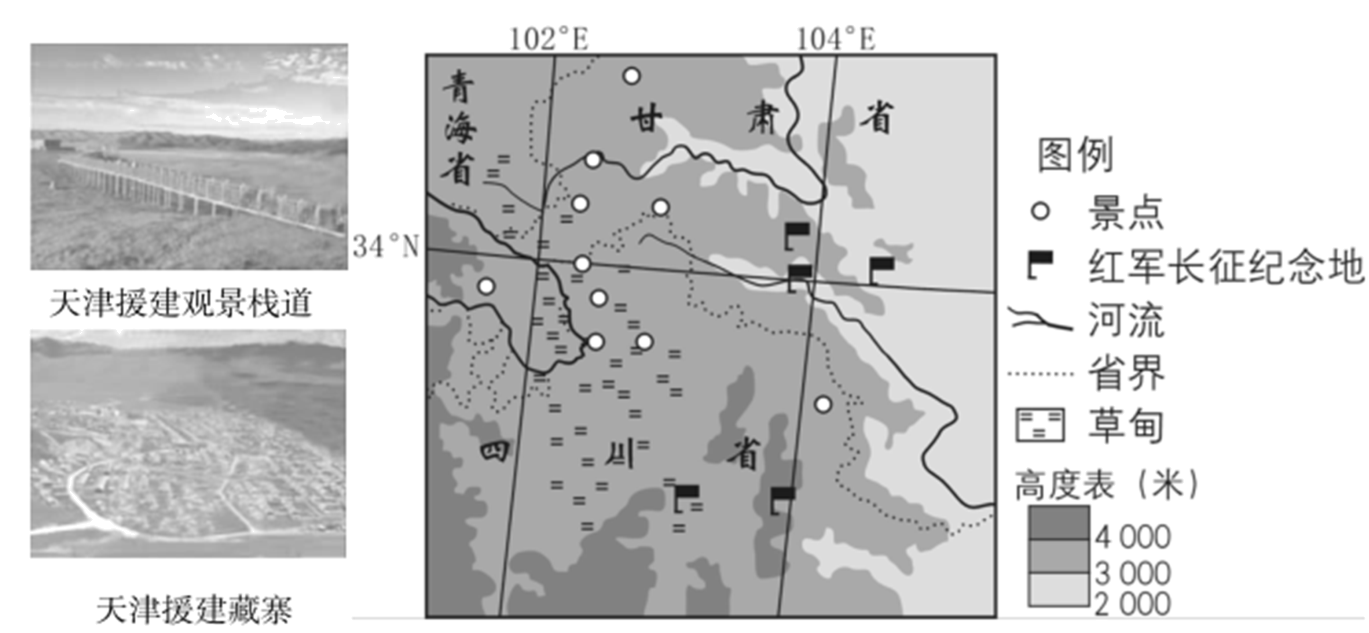 天津援建观景栈道
天津援建藏寨
102°E
104°E
34°N
青海省
甘肃省
四川省
图例
景点
红军长征纪念地
河流
省界
草甸
高度表（米）
4 000
3 000
2 000